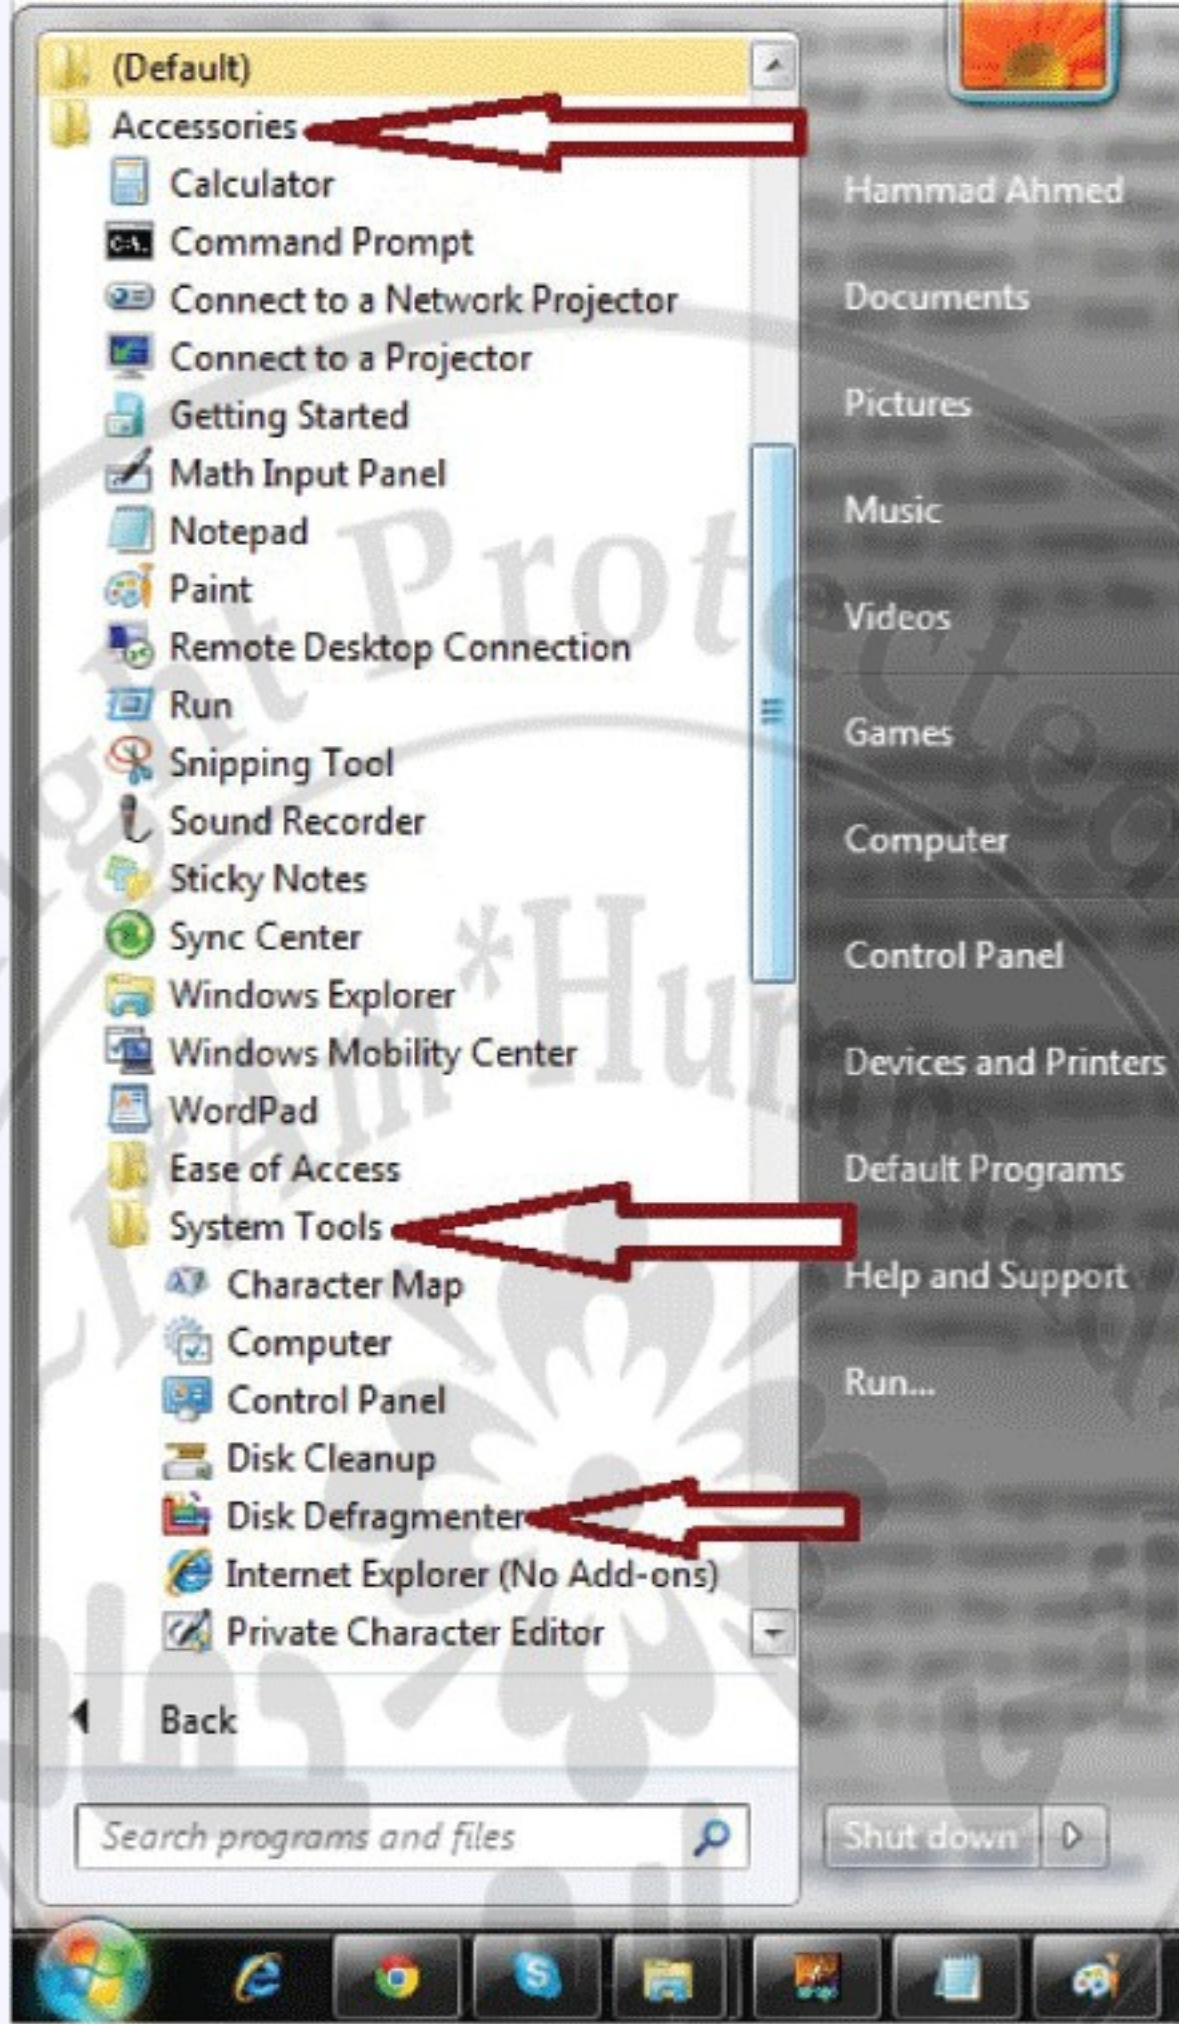 (Default)
Accessories
Calculator
Command Prompt
Connect to a Network Projector
Connect to a Projector
Getting Started
Math Input Panel
Notepad
Paint
Remote Desktop Connection
Run
Snipping Tool
Sound Recorder
Sticky Notes
Sync Center
Windows Explorer
Windows Mobility Center
WordPad
Ease of Access
System Tools
Character Map
Computer
Control Panel
Disk Cleanup
Disk Defragmenter
Internet Explorer (No Add-ons)
Private Character Editor
Back
Search programs and files
Hammad Ahmed
Documents
Pictures
Music
Videos
Games
Computer
Control Panel
Devices and Printers
Default Programs
Help and Support
Run...
Shut down
Protected
Am*Human